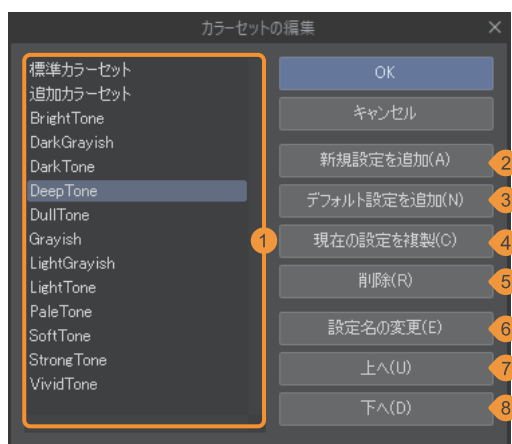 カラーセットの編集
標準カラーセット
追加カラーセット
BrightTone
DarkGrayish
DarkTone
DeepTone
DullTone
Grayish
LightGrayish
LightTone
PaleTone
SoftTone
StrongTone
VividTone
1
OK
キャンセル
新規設定を追加(A) 2
デフォルト設定を追加(N) 3
現在の設定を複製(C) 4
削除(R) 5
設定名の変更(E) 6
上へ(U) 7
下へ(D) 8